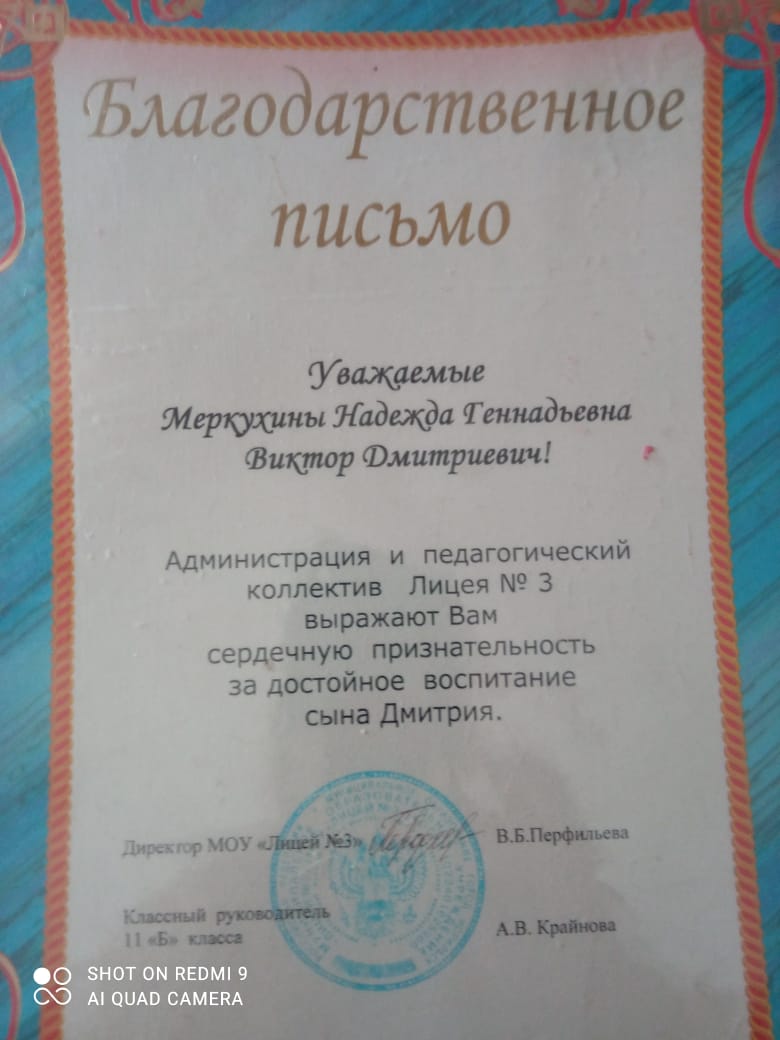 Благодарственное
письмо
Уважаемые
Меркухины Надежда Геннадьевна
Виктор Дмитриевич!
Администрация и педагогический
коллектив Лицея № 3
выражают Вам
сердечную признательность
за достойное воспитание
сына Дмитрия.
Директор МОУ «Лицей №3» В.Б.Перфильева
Классный руководитель
11 «Б» класса А.В. Крайнова
SHOT ON REDMI 9
AI QUAD CAMERA